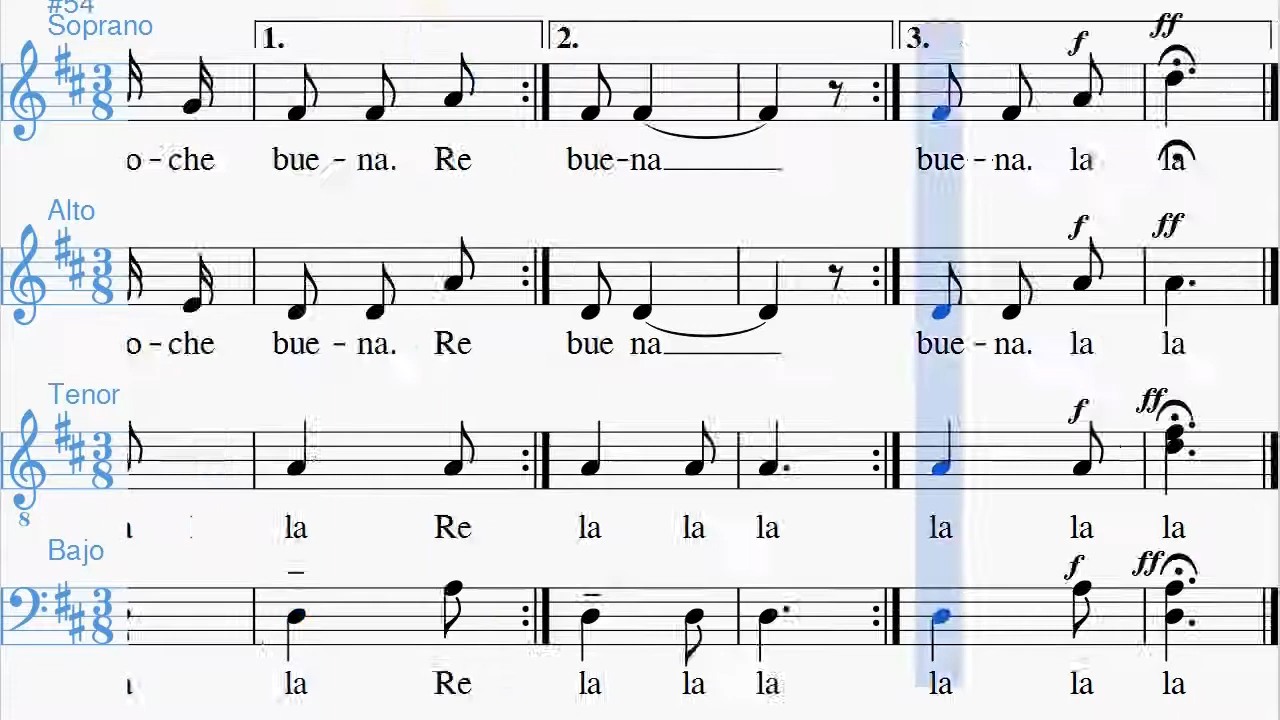 #54
Soprano
1. 2. 3. f ff
o - che bue - na. Re bue-na bue - na. la la
Alto
f ff
o - che bue - na. Re bue na bue - na. la la
Tenor
f ff
8
la Re la la la la la la
Bajo
f ff
la Re la la la la la la